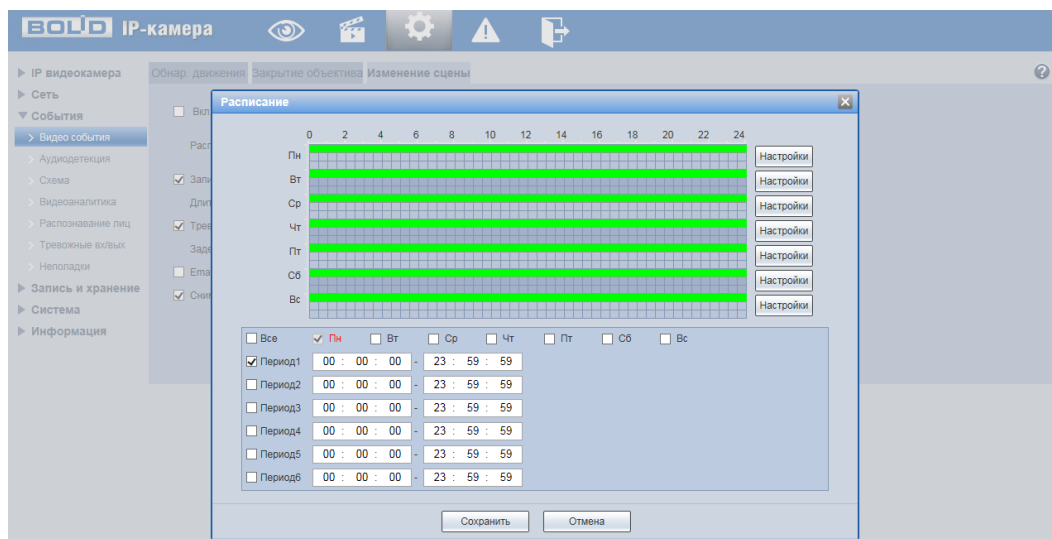 BOLID IP-камера
IP видеокамера
Сеть
События
Видео события
Аудиодетекция
Схема
Видеоаналитика
Распознавание лиц
Тревожные вх/вых
Неполадки
Запись и хранение
Система
Информация
Обнар. движения Закрытие объектива Изменение сцены
Расписание
0 2 4 6 8 10 12 14 16 18 20 22 24
Пн Настройки
Вт Настройки
Ср Настройки
Чт Настройки
Пт Настройки
Сб Настройки
Вс Настройки
Все Пн Вт Ср Чт Пт Сб Вс
Период1 00 : 00 : 00 - 23 : 59 : 59
Период2 00 : 00 : 00 - 23 : 59 : 59
Период3 00 : 00 : 00 - 23 : 59 : 59
Период4 00 : 00 : 00 - 23 : 59 : 59
Период5 00 : 00 : 00 - 23 : 59 : 59
Период6 00 : 00 : 00 - 23 : 59 : 59
Сохранить Отмена